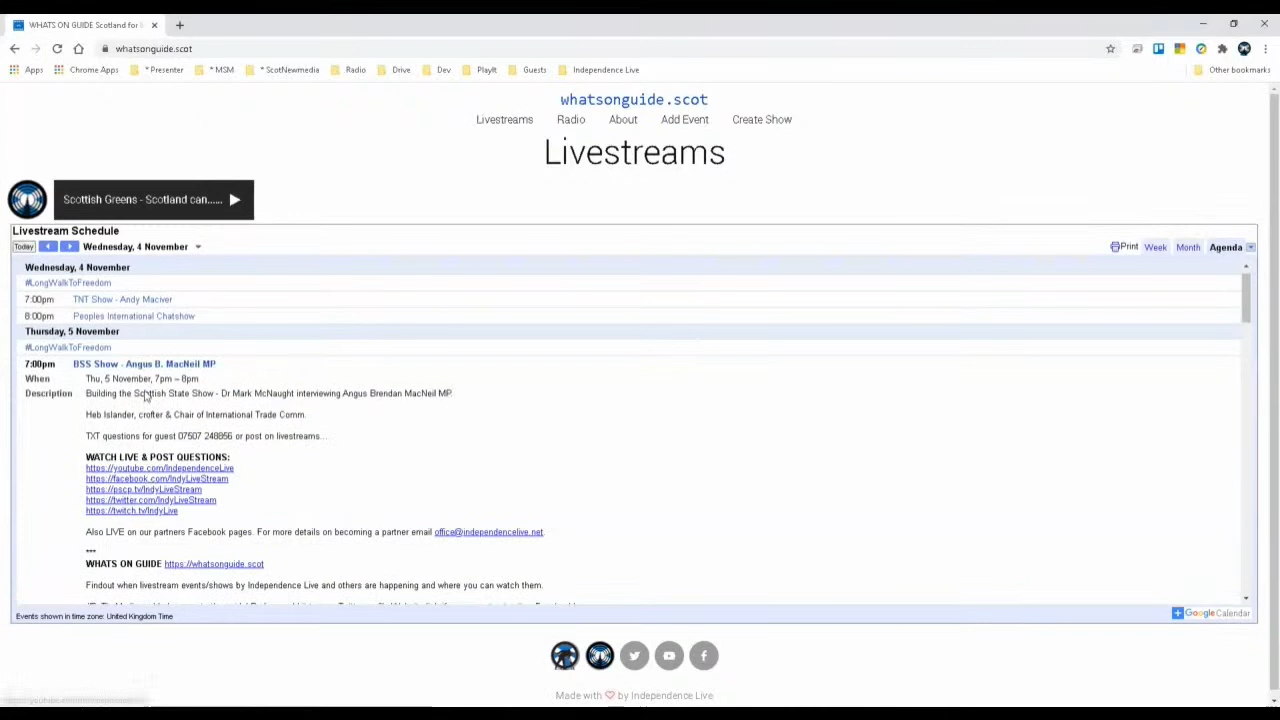 WHATS ON GUIDE Scotland for
whatsonguide.scot
Apps Chrome Apps * Presenter * MSM * ScotNewmedia Radio Drive Dev PlayIt Guests Independence Live Other bookmarks
whatsonguide.scot
Livestreams Radio About Add Event Create Show
Livestreams
Scottish Greens - Scotland can......
Livestream Schedule
Today Wednesday, 4 November Print Week Month Agenda
Wednesday, 4 November
#LongWalkToFreedom
7:00pm TNT Show - Andy Maciver
8:00pm Peoples International Chatshow
Thursday, 5 November
#LongWalkToFreedom
7:00pm BSS Show - Angus B. MacNeil MP
When Thu, 5 November, 7pm – 8pm
Description Building the Scottish State Show - Dr Mark McNaught interviewing Angus Brendan MacNeil MP.
Heb Islander, crofter & Chair of International Trade Comm.
TXT questions for guest 07507 248856 or post on livestreams....
WATCH LIVE & POST QUESTIONS:
https://youtube.com/IndependenceLive
https://facebook.com/IndyLiveStream
https://pscp.tv/IndyLiveStream
https://twitter.com/IndyLiveStream
https://twitch.tv/IndyLive
Also LIVE on our partners Facebook pages. For more details on becoming a partner email office@independencelive.net
***
WHATS ON GUIDE https://whatsonguide.scot
Findout when livestream events/shows by Independence Live and others are happening and where you can watch them.
Events shown in time zone: United Kingdom Time
Google Calendar
Made with by Independence Live